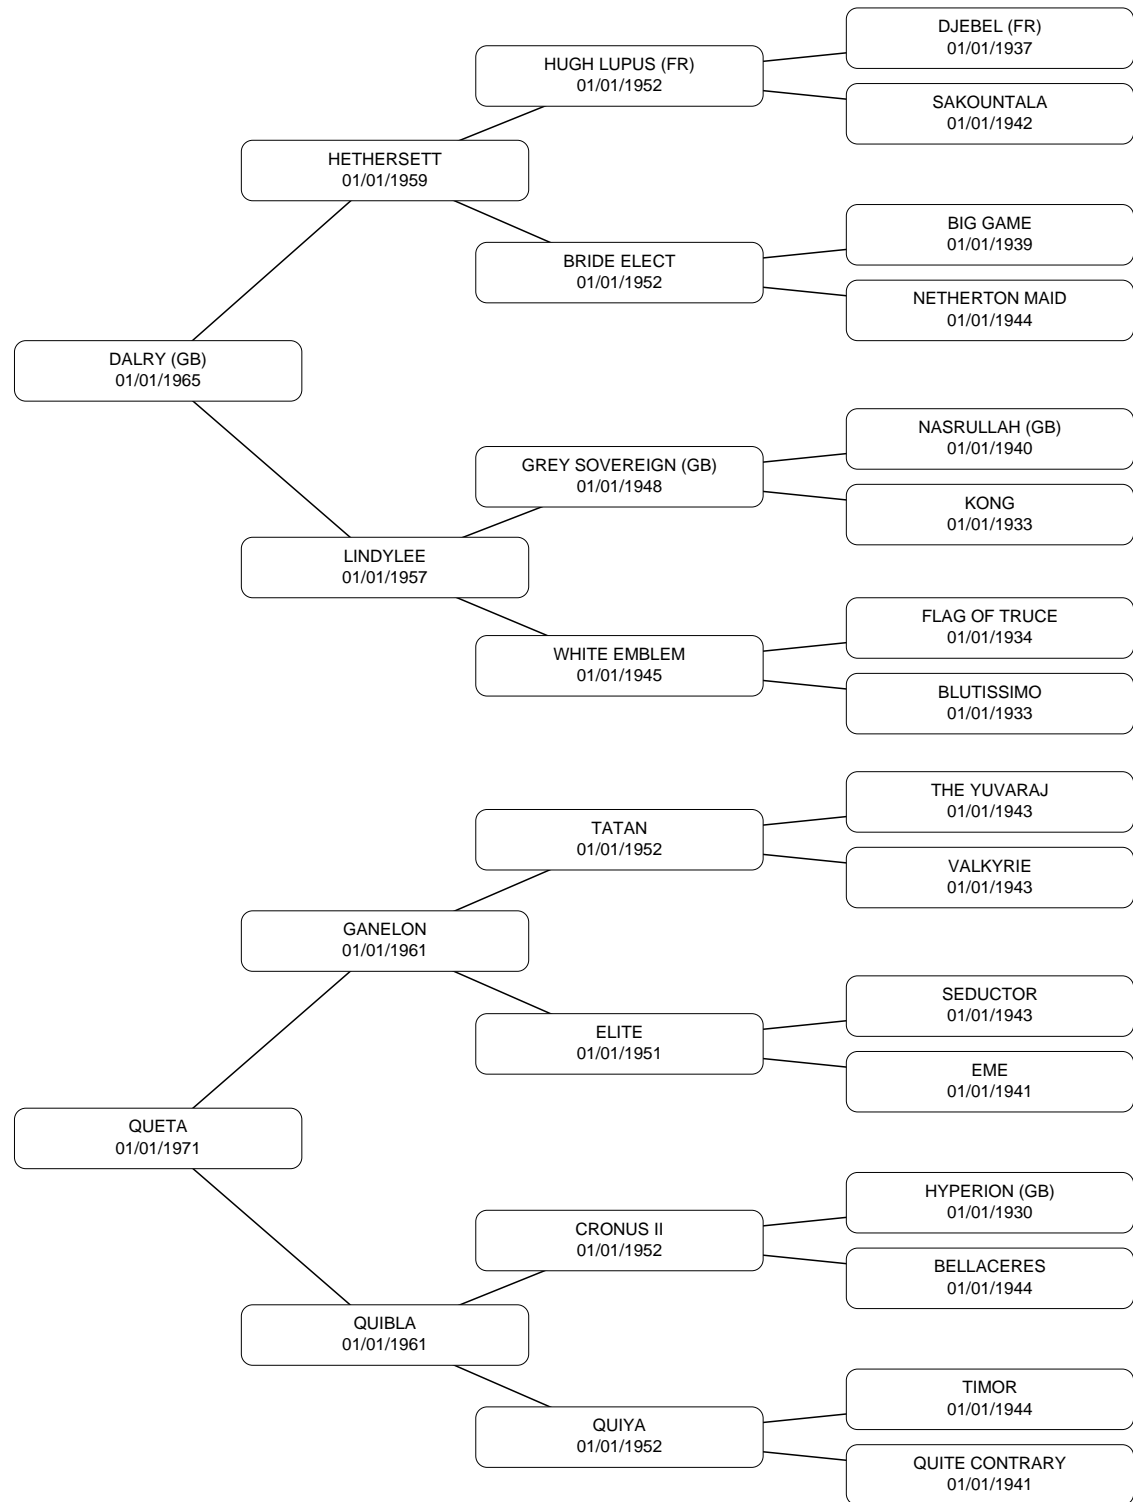 DJEBEL (FR)
01/01/1937
HUGH LUPUS (FR)
01/01/1952
SAKOUNTALA
01/01/1942
HETHERSETT
01/01/1959
BIG GAME
01/01/1939
BRIDE ELECT
01/01/1952
NETHERTON MAID
01/01/1944
DALRY (GB)
01/01/1965
NASRULLAH (GB)
01/01/1940
GREY SOVEREIGN (GB)
01/01/1948
KONG
01/01/1933
LINDYLEE
01/01/1957
FLAG OF TRUCE
01/01/1934
WHITE EMBLEM
01/01/1945
BLUTISSIMO
01/01/1933
THE YUVARAJ
01/01/1943
TATAN
01/01/1952
VALKYRIE
01/01/1943
GANELON
01/01/1961
SEDUCTOR
01/01/1943
ELITE
01/01/1951
EME
01/01/1941
QUETA
01/01/1971
HYPERION (GB)
01/01/1930
CRONUS II
01/01/1952
BELLACERES
01/01/1944
QUIBLA
01/01/1961
TIMOR
01/01/1944
QUIYA
01/01/1952
QUITE CONTRARY
01/01/1941